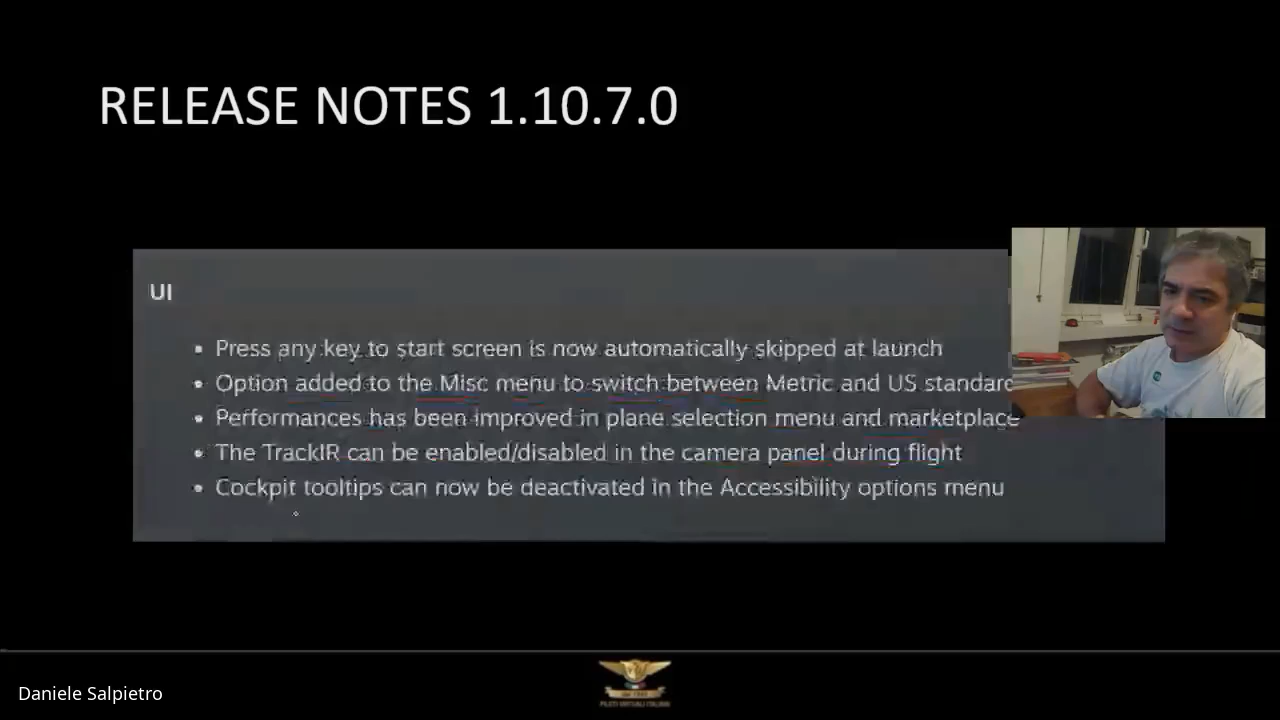 RELEASE NOTES 1.10.7.0
UI
Press any key to start screen is now automatically skipped at launch
Option added to the Misc menu to switch between Metric and US standard
Performances has been improved in plane selection menu and marketplace
The TrackIR can be enabled/disabled in the camera panel during flight
Cockpit tooltips can now be deactivated in the Accessibility options menu
PILOTI VIRTUALI ITALIANI
Daniele Salpietro